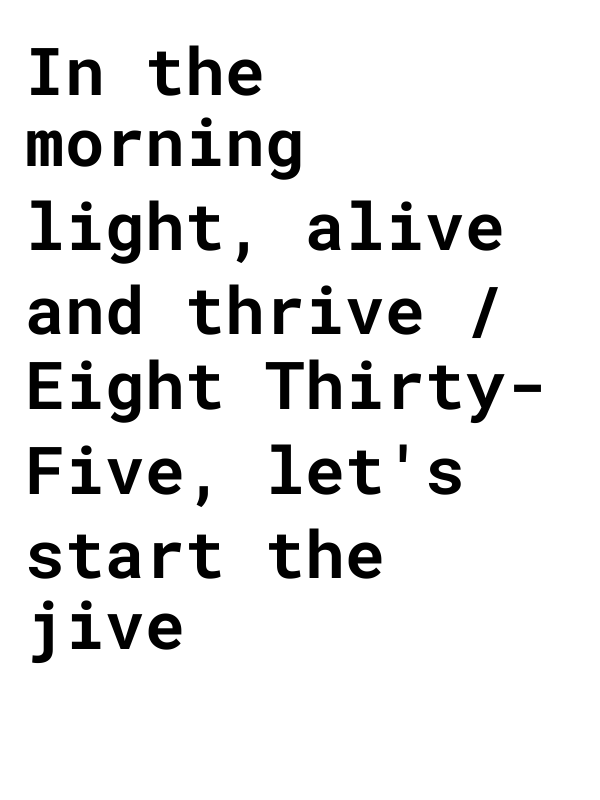 In the
morning
light, alive
and thrive /
Eight Thirty-
Five, let's
start the
jive